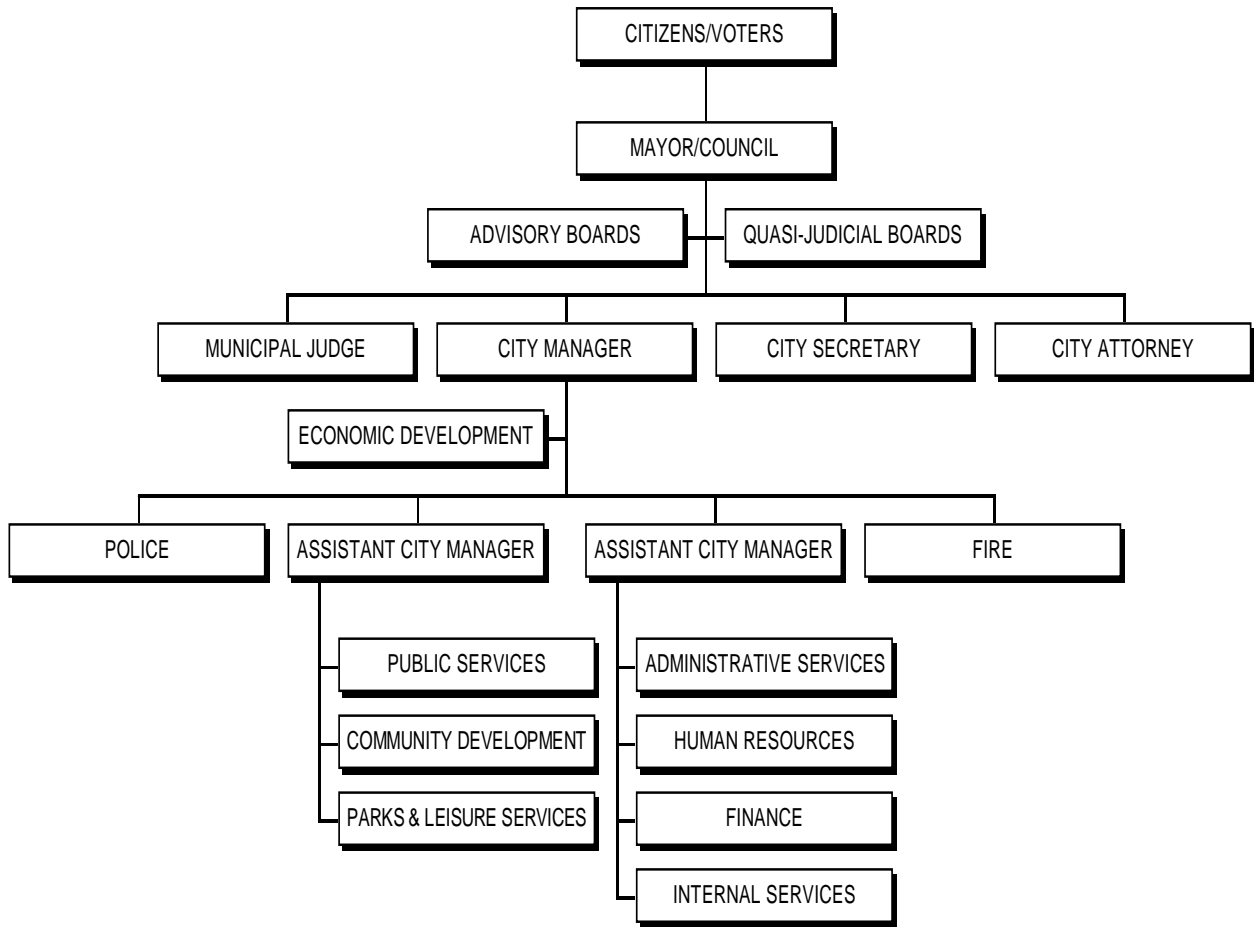 CITIZENS/VOTERS
MAYOR/COUNCIL
ADVISORY BOARDS
QUASI-JUDICIAL BOARDS
MUNICIPAL JUDGE
CITY MANAGER
CITY SECRETARY
CITY ATTORNEY
ECONOMIC DEVELOPMENT
POLICE
ASSISTANT CITY MANAGER
ASSISTANT CITY MANAGER
FIRE
PUBLIC SERVICES
COMMUNITY DEVELOPMENT
PARKS & LEISURE SERVICES
ADMINISTRATIVE SERVICES
HUMAN RESOURCES
FINANCE
INTERNAL SERVICES